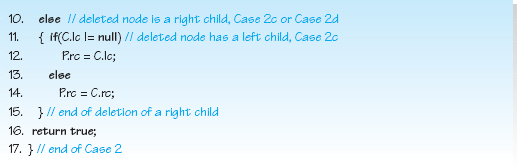 10. else // deleted node is a right child, Case 2c or Case 2d
11. { if(C.lc != null) // deleted node has a left child, Case 2c
12. P.rc = C.lc;
13. else
14. P.rc = C.rc;
15. } // end of deletion of a right child
16. return true;
17. } // end of Case 2